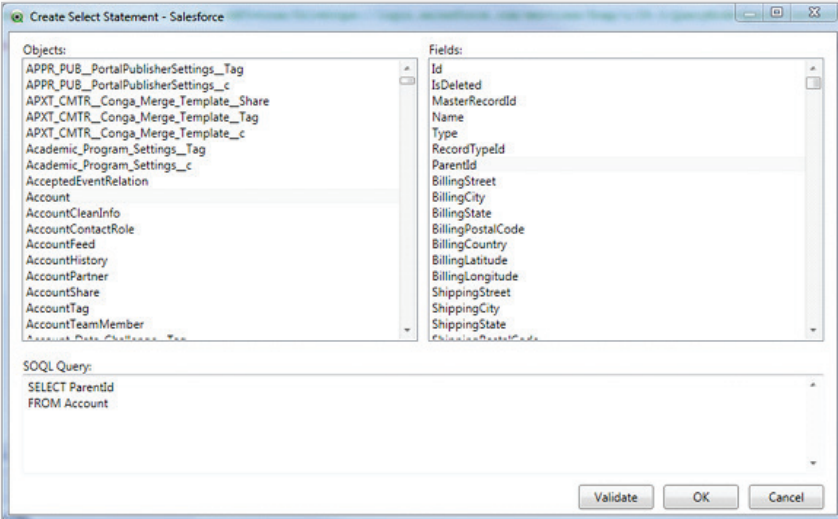 Create Select Statement - Salesforce
Objects:
APPR_PUB__PortalPublisherSettings__Tag
APPR_PUB__PortalPublisherSettings__c
APXT_CMTR__Conga_Merge_Template__Share
APXT_CMTR__Conga_Merge_Template__Tag
APXT_CMTR__Conga_Merge_Template__c
Academic_Program_Settings__Tag
Academic_Program_Settings__c
AcceptedEventRelation
Account
AccountCleanInfo
AccountContactRole
AccountFeed
AccountHistory
AccountPartner
AccountShare
AccountTag
AccountTeamMember
Fields:
Id
IsDeleted
MasterRecordId
Name
Type
RecordTypeId
ParentId
BillingStreet
BillingCity
BillingState
BillingPostalCode
BillingCountry
BillingLatitude
BillingLongitude
ShippingStreet
ShippingCity
ShippingState
ShippingPostalCode
SOQL Query:
SELECT ParentId
FROM Account
Validate OK Cancel